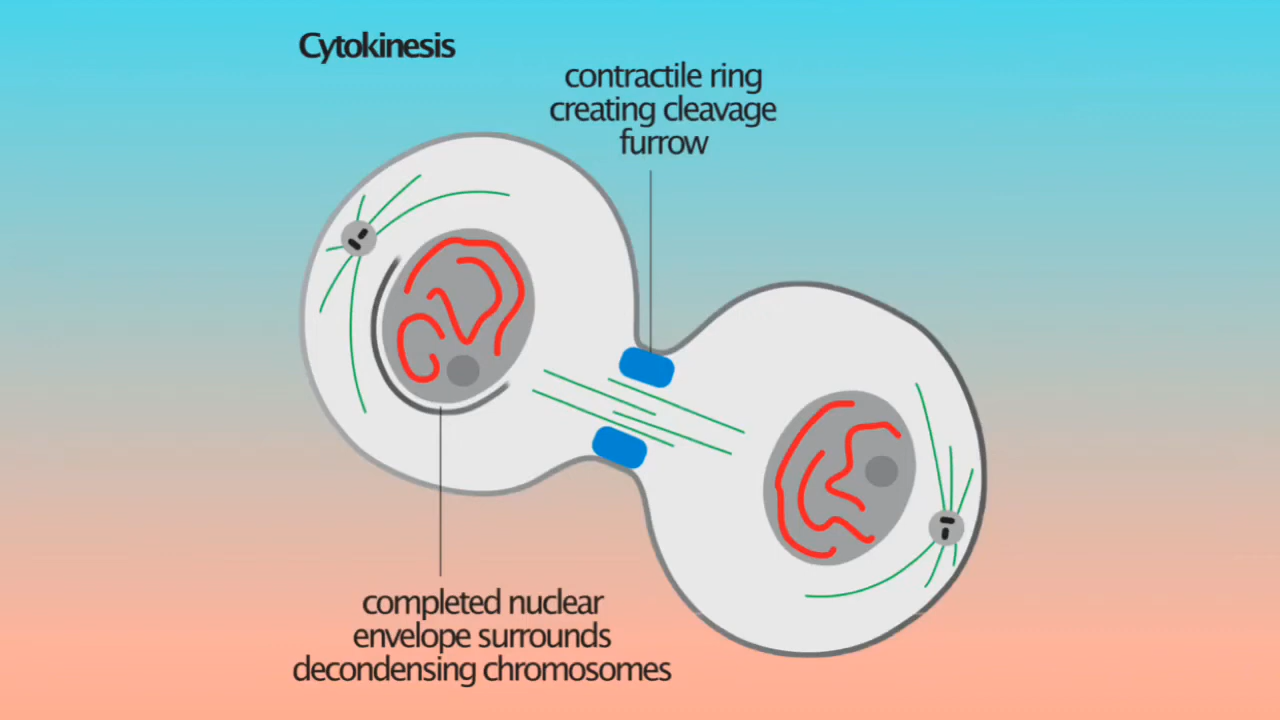 Cytokinesis
contractile ring
creating cleavage
furrow
completed nuclear
envelope surrounds
decondensing chromosomes